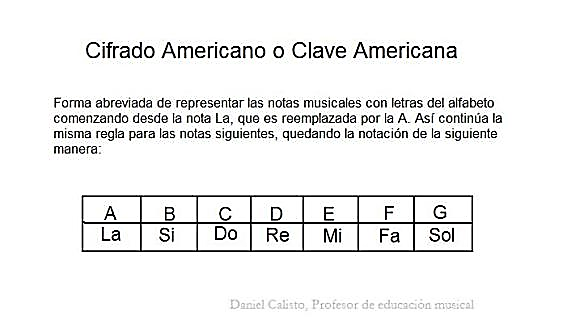 Cifrado Americano o Clave Americana
Forma abreviada de representar las notas musicales con letras del alfabeto
comenzando desde la nota La, que es reemplazada por la A. Así continúa la
misma regla para las notas siguientes, quedando la notación de la siguiente
manera:
A B C D E F G
La Si Do Re Mi Fa Sol
Daniel Calisto, Profesor de educación musical